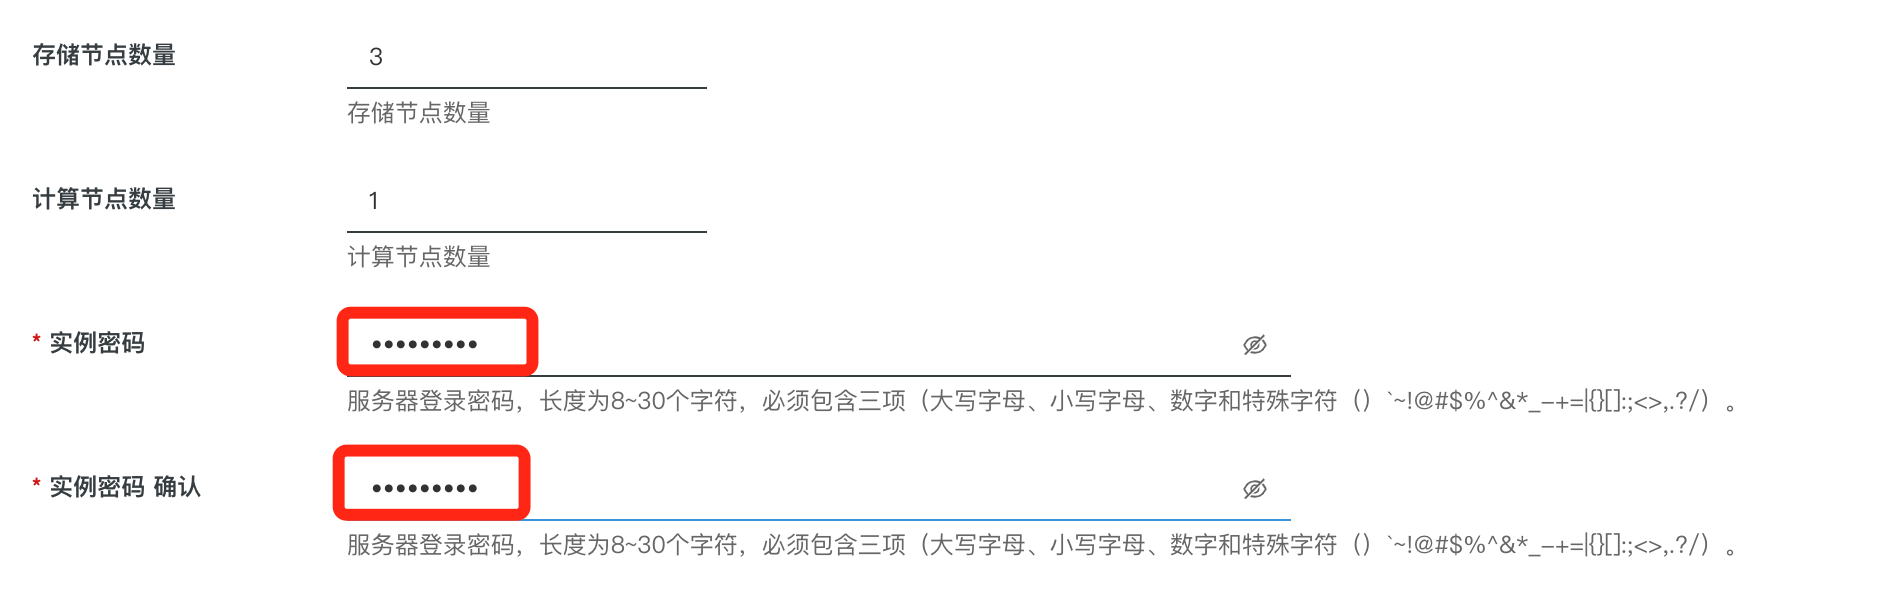 存储节点数量
3
存储节点数量
计算节点数量
1
计算节点数量
* 实例密码
•••••••••
服务器登录密码，长度为8~30个字符，必须包含三项（大写字母、小写字母、数字和特殊字符（）`~!@#$%^&*_-+=|{}[]:;<>,.?/）。
* 实例密码 确认
•••••••••
服务器登录密码，长度为8~30个字符，必须包含三项（大写字母、小写字母、数字和特殊字符（）`~!@#$%^&*_-+=|{}[]:;<>,.?/）。